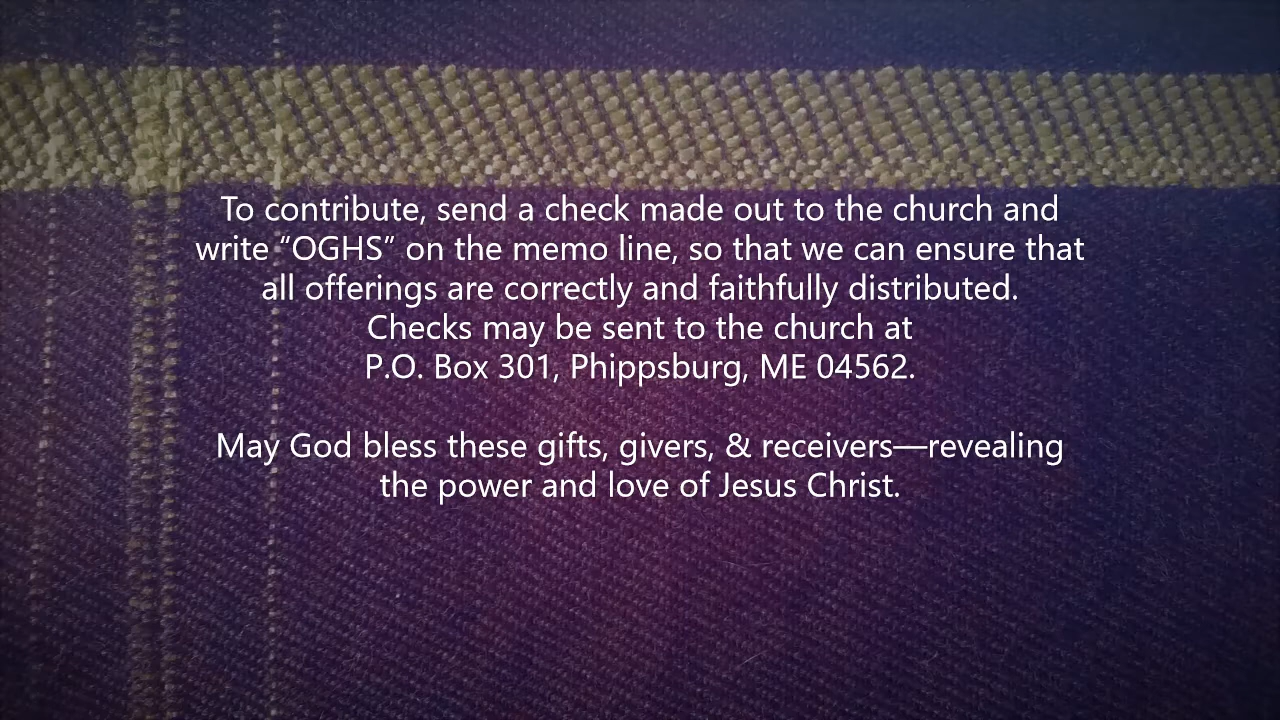 To contribute, send a check made out to the church and
write “OGHS” on the memo line, so that we can ensure that
all offerings are correctly and faithfully distributed.
Checks may be sent to the church at
P.O. Box 301, Phippsburg, ME 04562.
May God bless these gifts, givers, & receivers—revealing
the power and love of Jesus Christ.